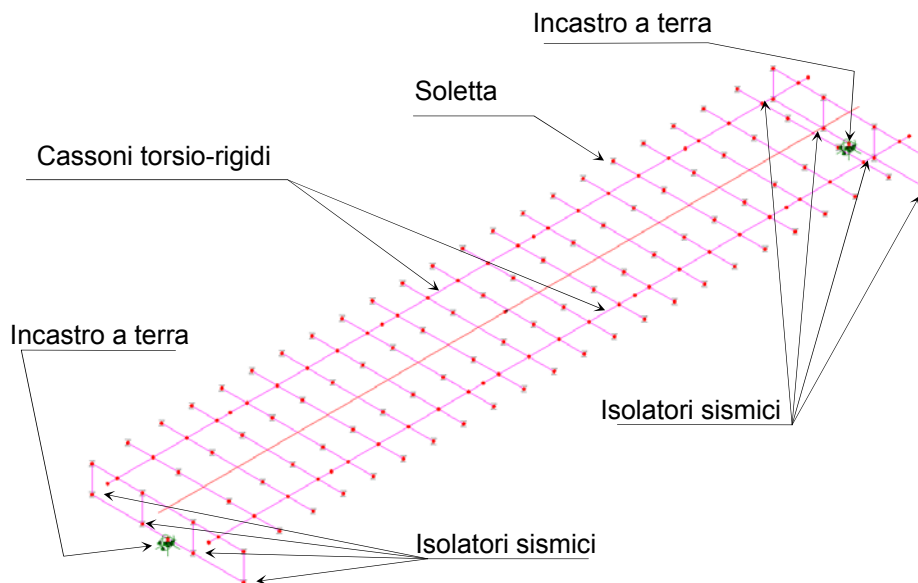 Incastro a terra
Soletta
Cassoni torsio-rigidi
Incastro a terra
Isolatori sismici
Isolatori sismici